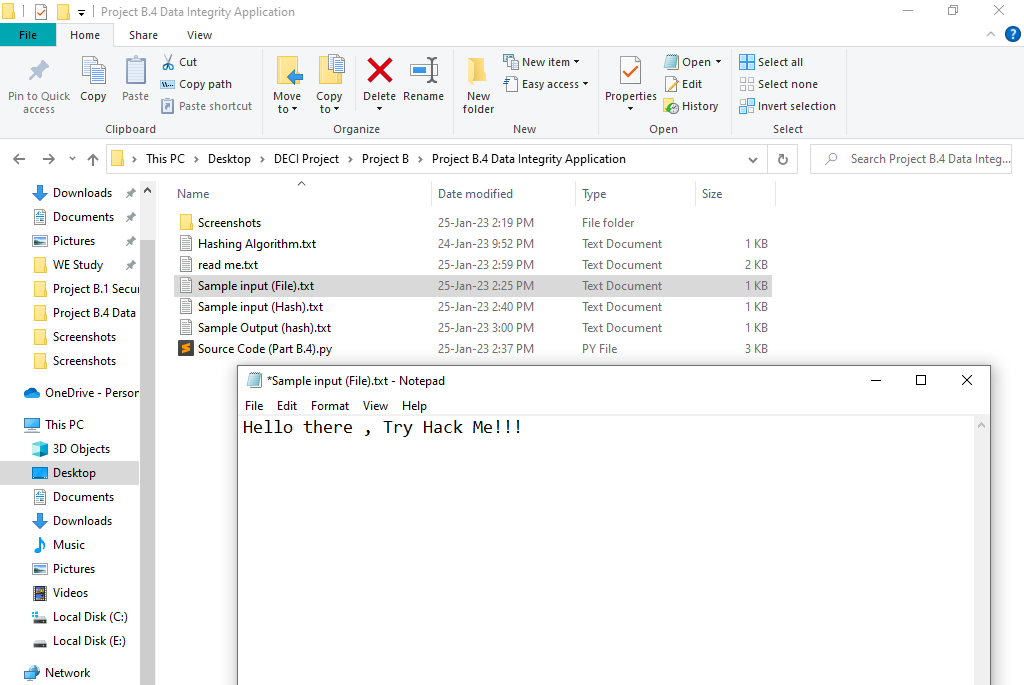 Project B.4 Data Integrity Application
File Home Share View
Pin to Quick access
Copy
Paste
Cut
Copy path
Paste shortcut
Clipboard
Move to
Copy to
Delete
Rename
Organize
New folder
New item
Easy access
New
Properties
Open
Edit
History
Open
Select all
Select none
Invert selection
Select
This PC > Desktop > DECI Project > Project B > Project B.4 Data Integrity Application
Search Project B.4 Data Integ...
Downloads
Documents
Pictures
WE Study
Project B.1 Secur
Project B.4 Data
Screenshots
Screenshots
OneDrive - Person
This PC
3D Objects
Desktop
Documents
Downloads
Music
Pictures
Videos
Local Disk (C:)
Local Disk (E:)
Network
Name Date modified Type Size
Screenshots 25-Jan-23 2:19 PM File folder
Hashing Algorithm.txt 24-Jan-23 9:52 PM Text Document 1 KB
read me.txt 25-Jan-23 2:59 PM Text Document 2 KB
Sample input (File).txt 25-Jan-23 2:25 PM Text Document 1 KB
Sample input (Hash).txt 25-Jan-23 2:40 PM Text Document 1 KB
Sample Output (hash).txt 25-Jan-23 3:00 PM Text Document 1 KB
Source Code (Part B.4).py 25-Jan-23 2:37 PM PY File 3 KB
*Sample input (File).txt - Notepad
File Edit Format View Help
Hello there , Try Hack Me!!!